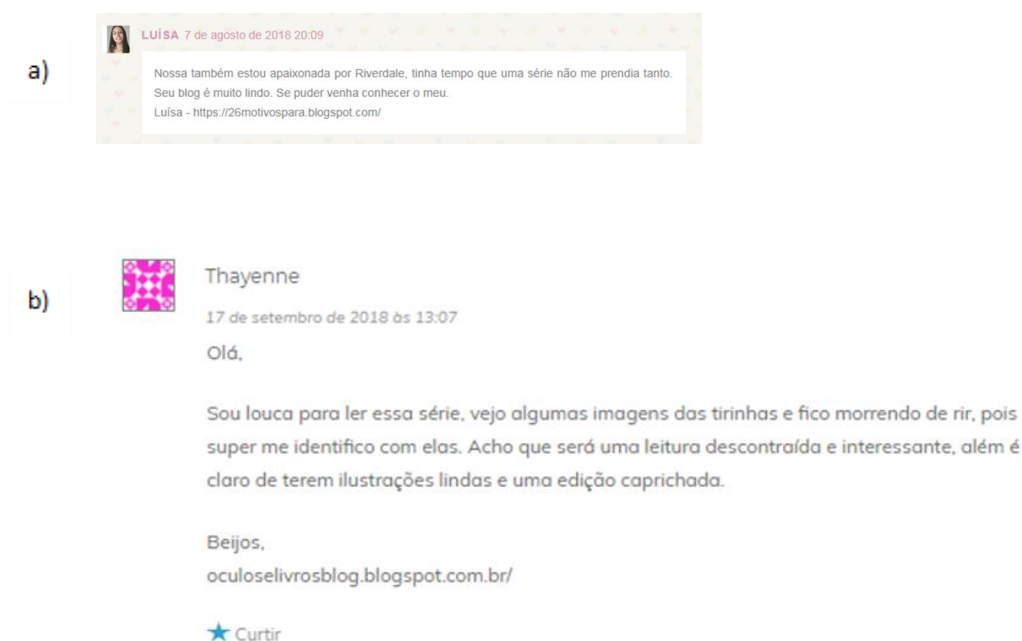 a)
LUÍSA 7 de agosto de 2018 20:09
Nossa também estou apaixonada por Riverdale, tinha tempo que uma série não me prendia tanto.
Seu blog é muito lindo. Se puder venha conhecer o meu.
Luísa - https://26motivospara.blogspot.com/
b)
Thayenne
17 de setembro de 2018 às 13:07
Olá,
Sou louca para ler essa série, vejo algumas imagens das tirinhas e fico morrendo de rir, pois
super me identifico com elas. Acho que será uma leitura descontraída e interessante, além é
claro de terem ilustrações lindas e uma edição caprichada.
Beijos,
oculoselivrosblog.blogspot.com.br/
Curtir